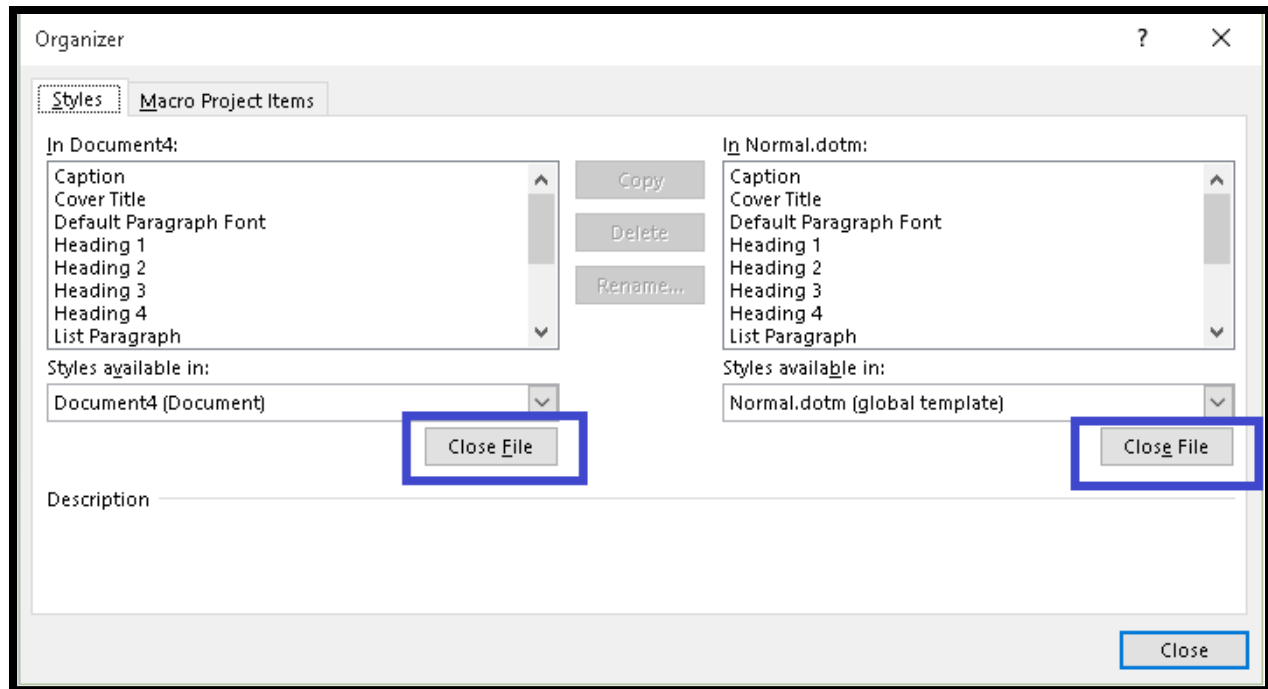 Organizer
?
Styles
Macro Project Items
In Document4:
Caption
Cover Title
Default Paragraph Font
Heading 1
Heading 2
Heading 3
Heading 4
List Paragraph
Styles available in:
Document4 (Document)
Close File
Copy
Delete
Rename...
In Normal.dotm:
Caption
Cover Title
Default Paragraph Font
Heading 1
Heading 2
Heading 3
Heading 4
List Paragraph
Styles available in:
Normal.dotm (global template)
Close File
Description
Close